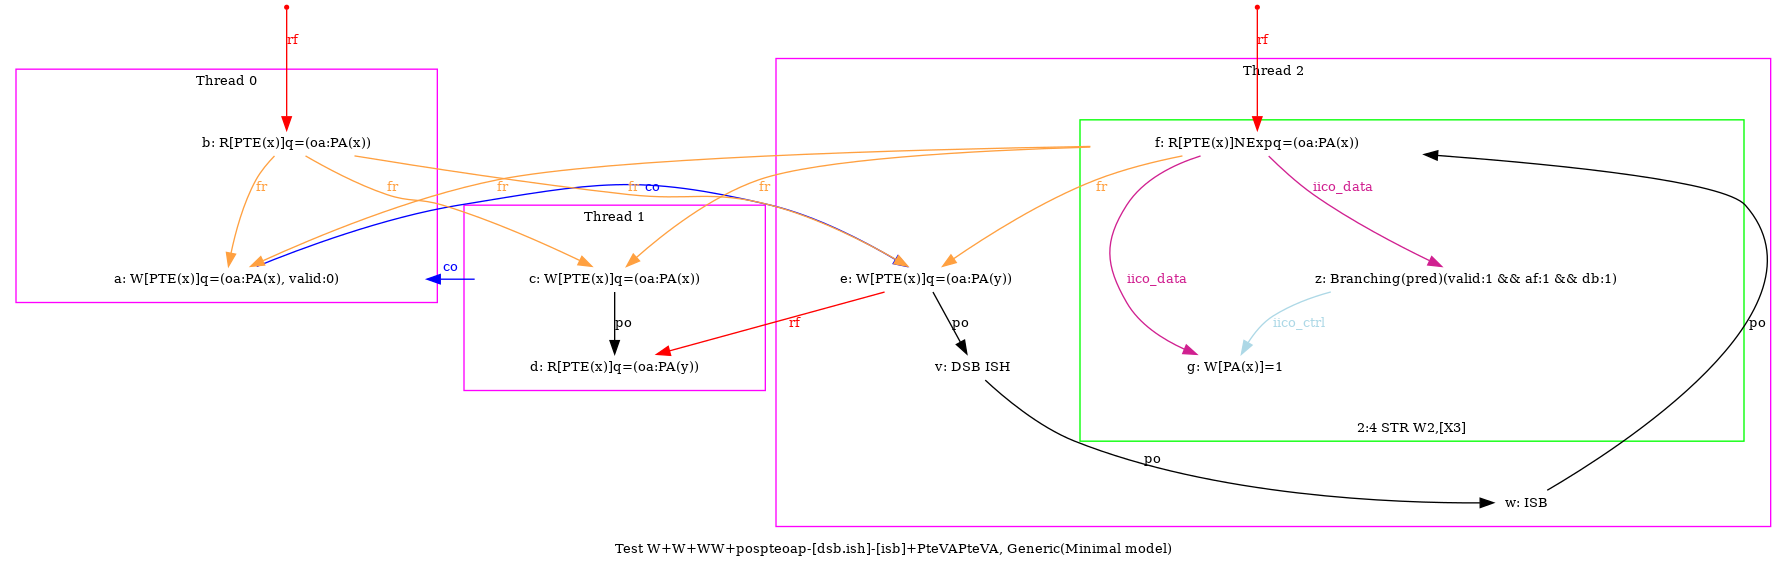 rf
rf
Thread 2
Thread 0
b: R[PTE(x)]q=(oa:PA(x))
f: R[PTE(x)]NExpq=(oa:PA(x))
fr
fr
fr
fr
co
fr
fr
iico_data
Thread 1
co
a: W[PTE(x)]q=(oa:PA(x), valid:0)
c: W[PTE(x)]q=(oa:PA(x))
e: W[PTE(x)]q=(oa:PA(y))
iico_data
z: Branching(pred)(valid:1 && af:1 && db:1)
po
rf
po
iico_ctrl
po
d: R[PTE(x)]q=(oa:PA(y))
v: DSB ISH
g: W[PA(x)]=1
2:4 STR W2,[X3]
po
w: ISB
Test W+W+WW+pospteoap-[dsb.ish]-[isb]+PteVAPteVA, Generic(Minimal model)